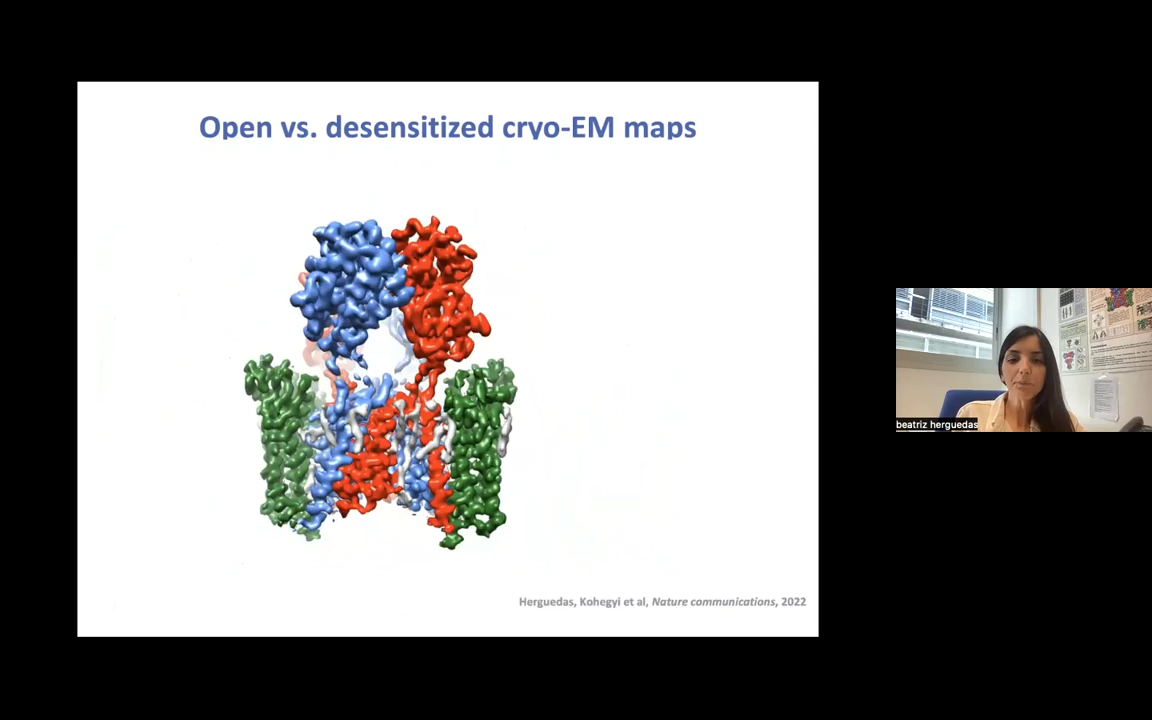 Open vs. desensitized cryo-EM maps
Herguedas, Kohegyi et al, Nature communications, 2022
beatriz herguedas